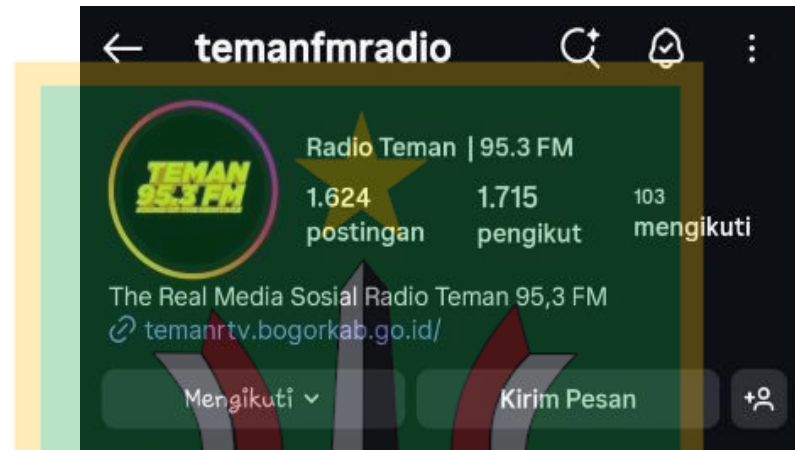 temanfmradio
TEMAN
95.3 FM
Radio Teman | 95.3 FM
1.624 1.715 103
postingan pengikut mengikuti
The Real Media Sosial Radio Teman 95,3 FM
temanrtv.bogorkab.go.id/
Mengikuti Kirim Pesan